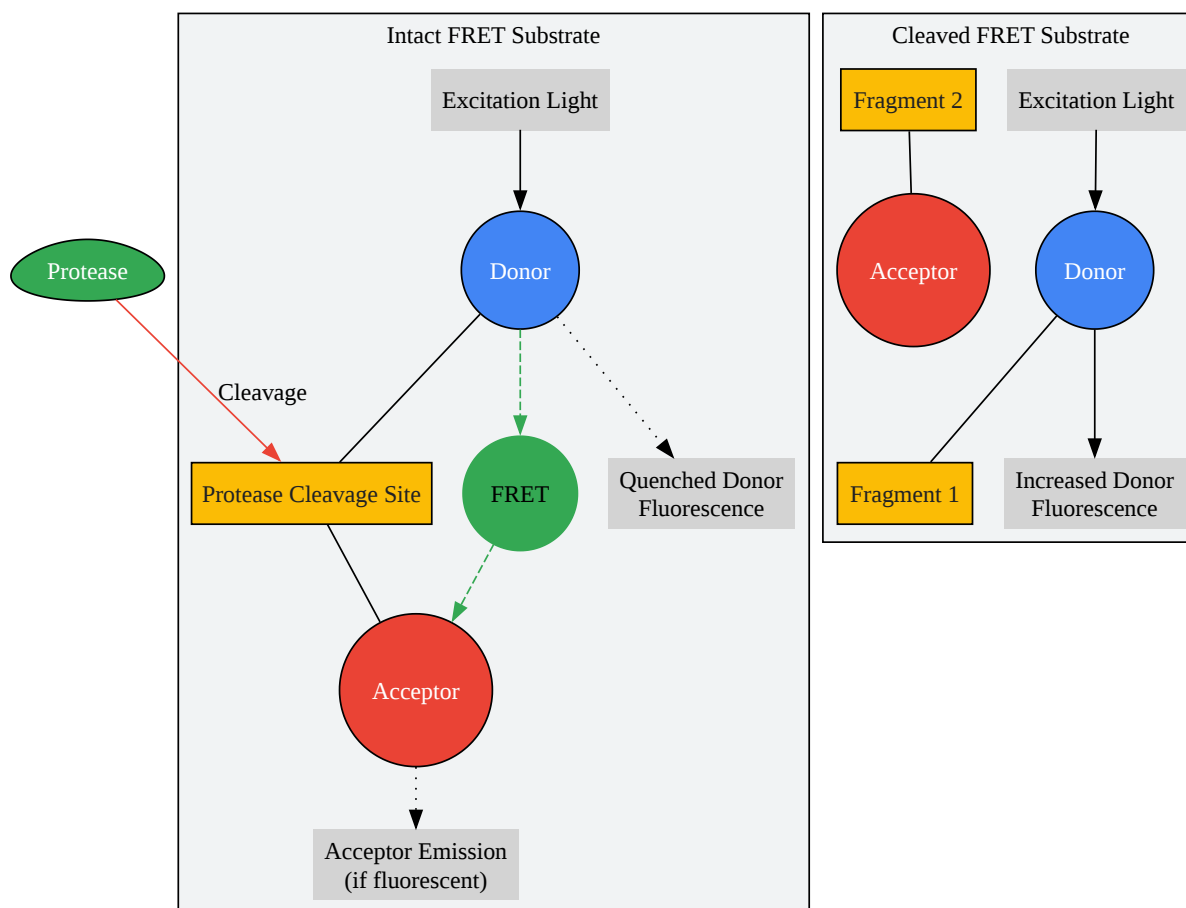 Intact FRET Substrate
Excitation Light
Donor
Protease
Cleavage
Protease Cleavage Site
FRET
Quenched Donor
Fluorescence
Acceptor
Acceptor Emission
(if fluorescent)
Cleaved FRET Substrate
Fragment 2
Excitation Light
Acceptor
Donor
Fragment 1
Increased Donor
Fluorescence